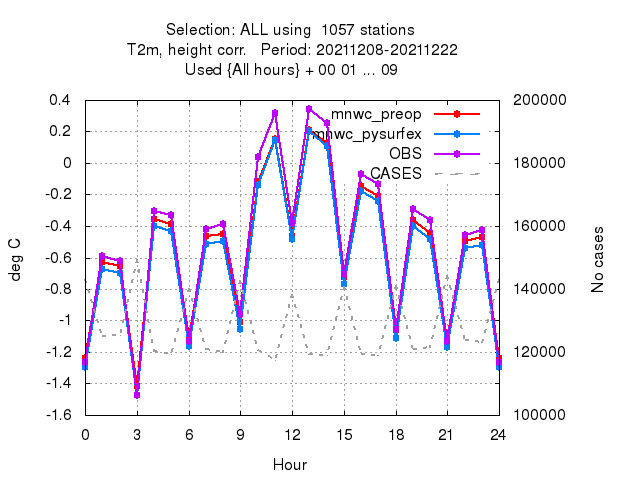 Selection: ALL using  1057 stations
T2m, height corr.   Period: 20211208-20211222
Used {All hours} + 00 01 ... 09
0.4
0.2
0
-0.2
-0.4
-0.6
-0.8
-1
-1.2
-1.4
-1.6
deg C
mnwc_preop
mnwc_pysurfex
OBS
CASES
200000
180000
160000
140000
120000
100000
No cases
0 3 6 9 12 15 18 21 24
Hour